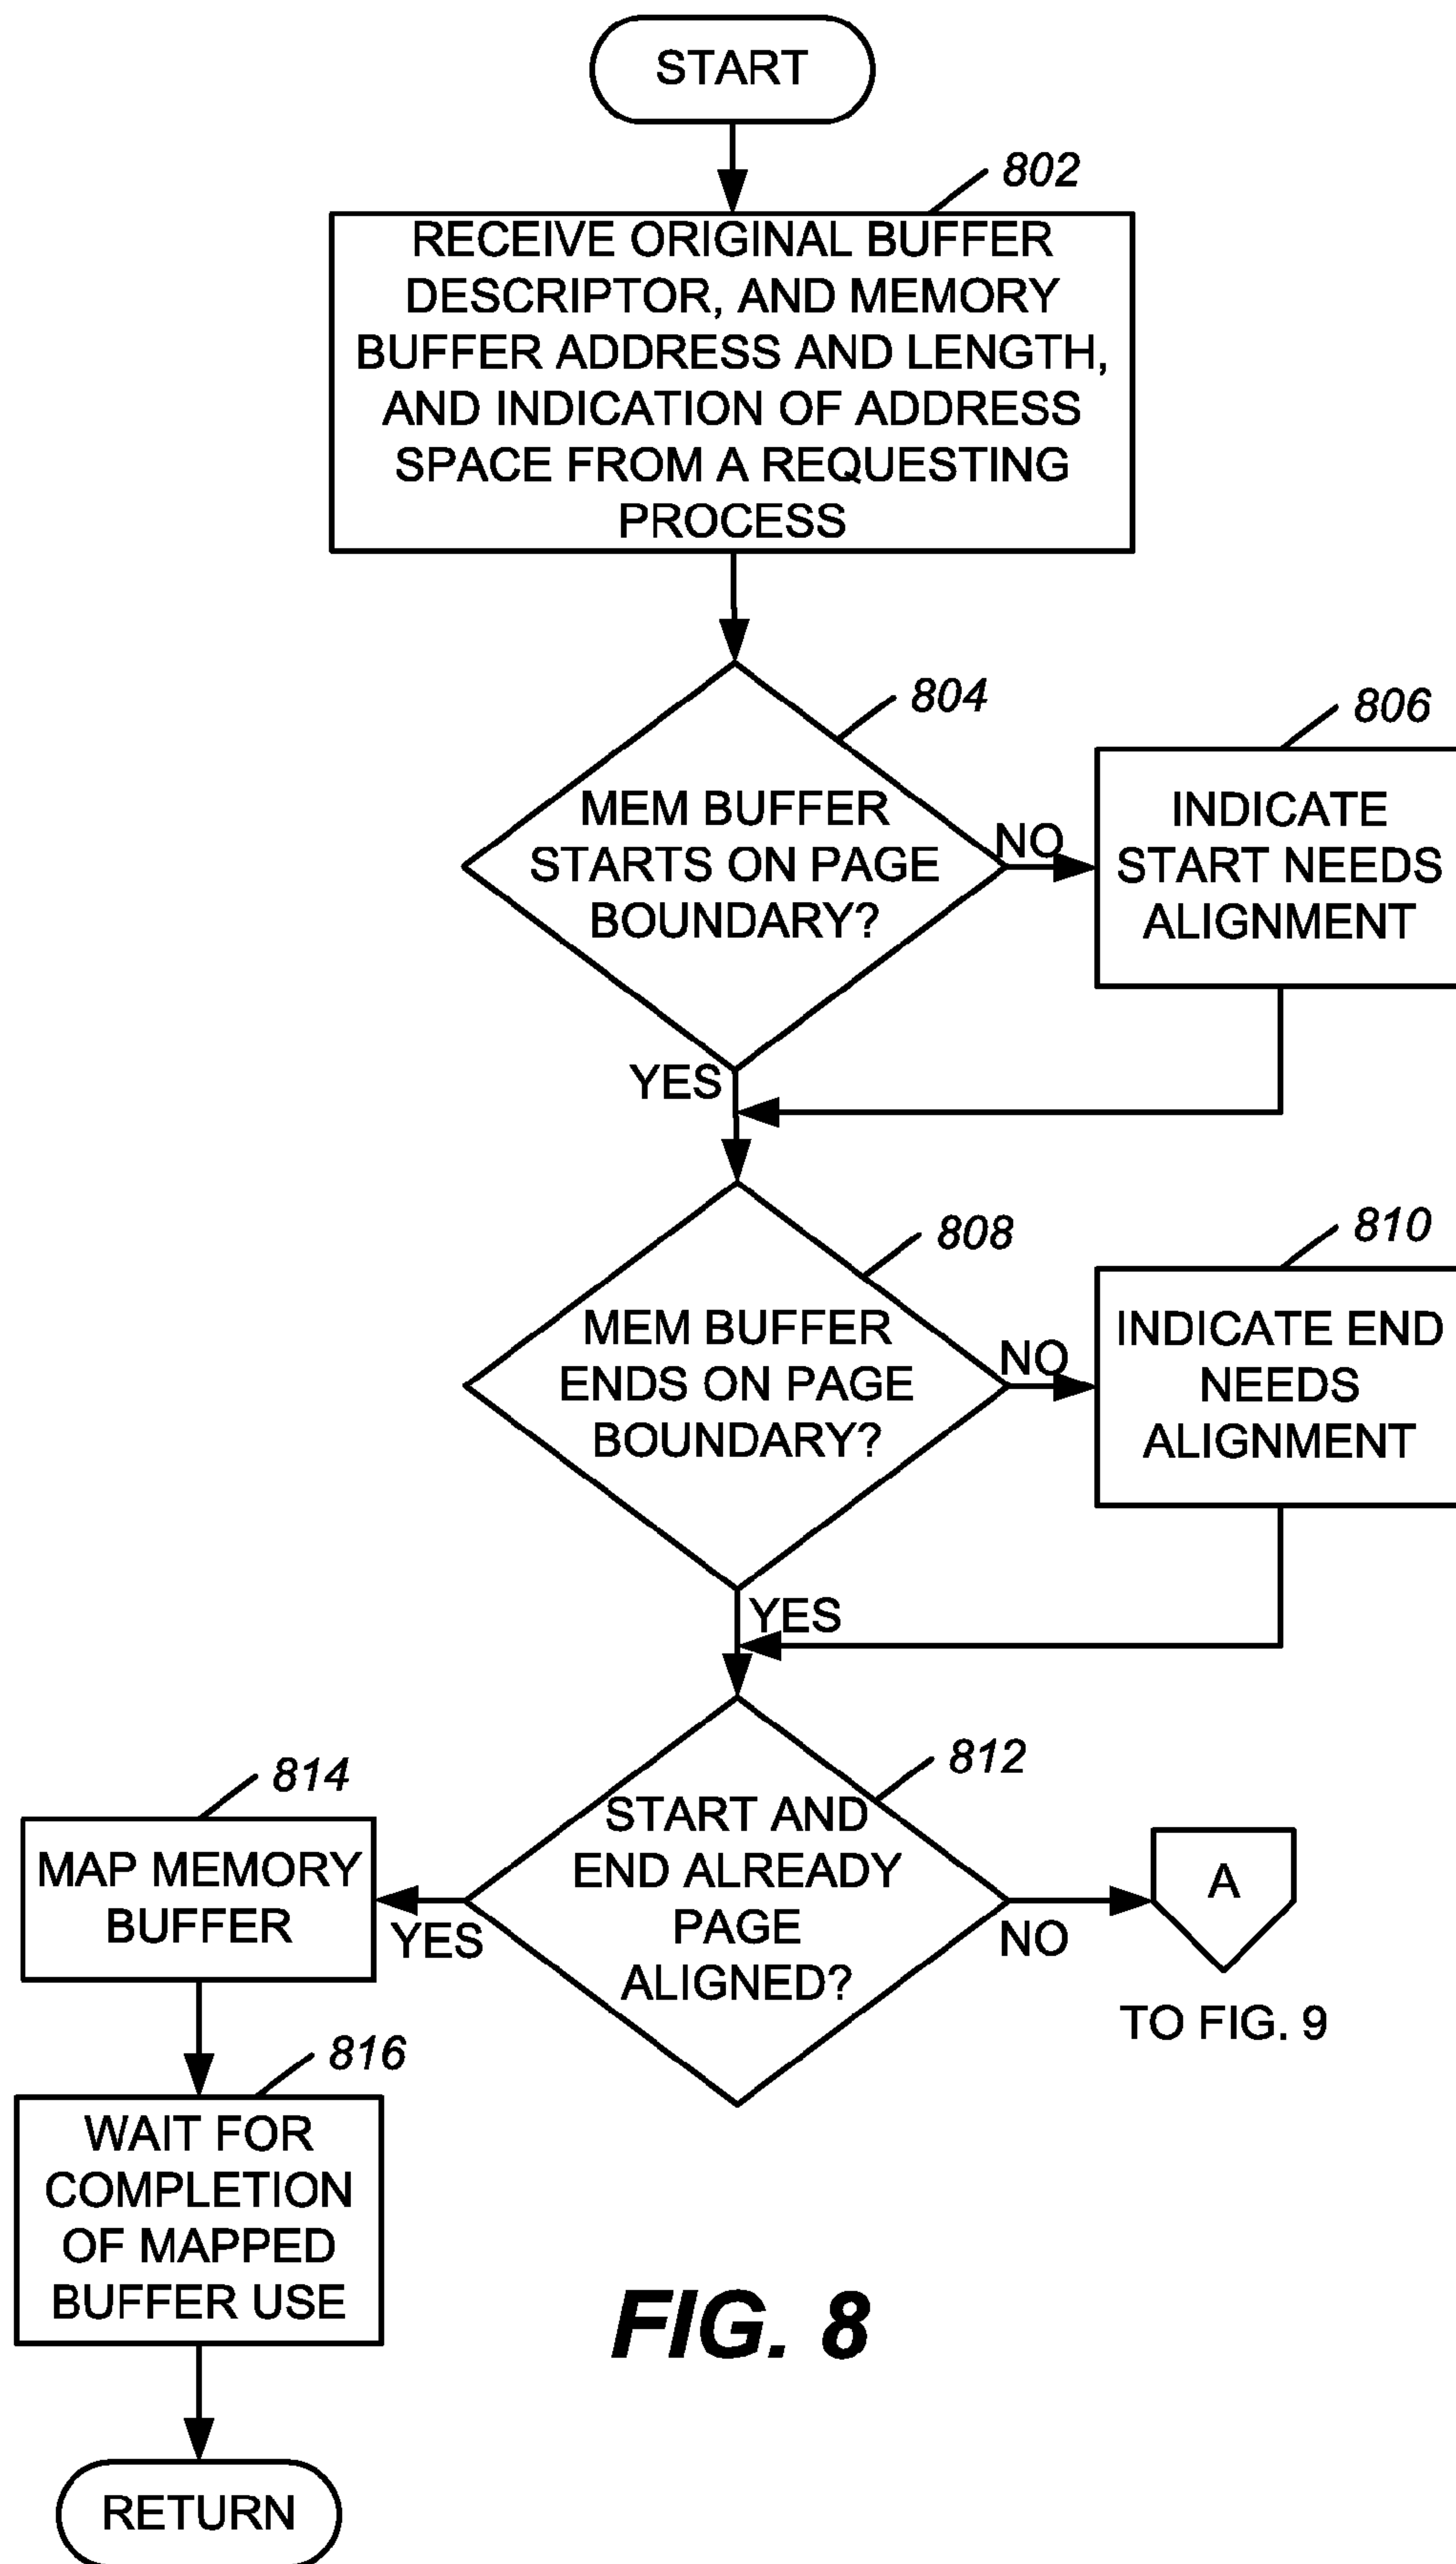 START
802
RECEIVE ORIGINAL BUFFER
DESCRIPTOR, AND MEMORY
BUFFER ADDRESS AND LENGTH,
AND INDICATION OF ADDRESS
SPACE FROM A REQUESTING
PROCESS
804
MEM BUFFER
STARTS ON PAGE
BOUNDARY?
NO
806
INDICATE
START NEEDS
ALIGNMENT
YES
808
MEM BUFFER
ENDS ON PAGE
BOUNDARY?
NO
810
INDICATE END
NEEDS
ALIGNMENT
YES
812
START AND
END ALREADY
PAGE
ALIGNED?
NO
A
TO FIG. 9
YES
814
MAP MEMORY
BUFFER
816
WAIT FOR
COMPLETION
OF MAPPED
BUFFER USE
RETURN
FIG. 8